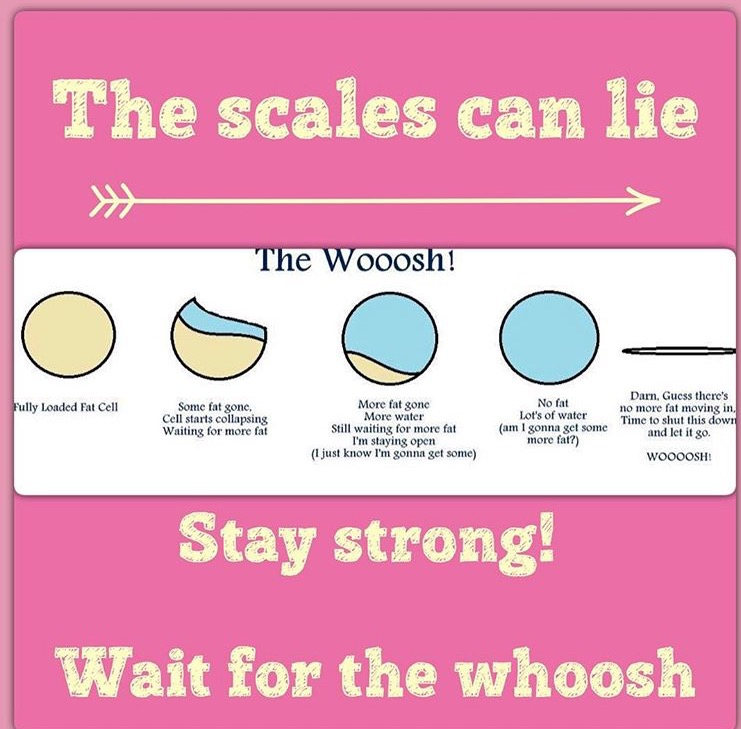 The scales can lie
The Wooosh!
Fully Loaded Fat Cell
Some fat gone,
Cell starts collapsing
Waiting for more fat
More fat gone
More water
Still waiting for more fat
I'm staying open
(I just know I'm gonna get some)
No fat
Lot's of water
(am I gonna get some
more fat?)
Darn, Guess there's
no more fat moving in,
Time to shut this down
and let it go.
WOOOOSH!
Stay strong!
Wait for the whoosh